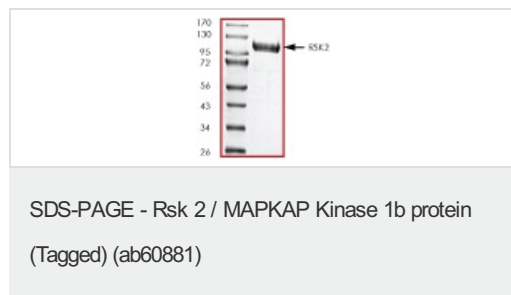 170
130
95
72
56
43
34
26
RSK2
SDS-PAGE - Rsk 2 / MAPKAP Kinase 1b protein
(Tagged) (ab60881)